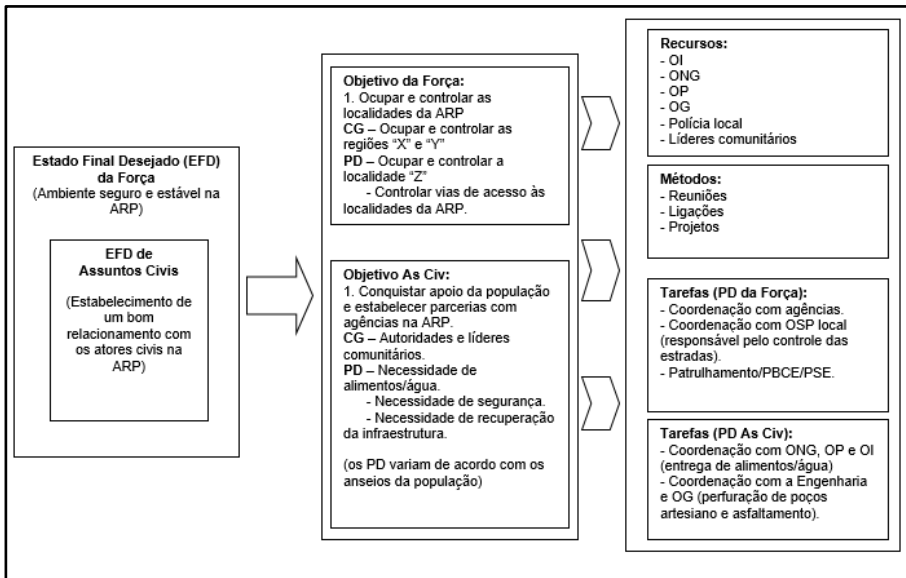 Estado Final Desejado (EFD)
da Força
(Ambiente seguro e estável na
ARP)
EFD de
Assuntos Civis
(Estabelecimento de
um bom
relacionamento com
os atores civis na
ARP)
Objetivo da Força:
1. Ocupar e controlar as
localidades da ARP
CG – Ocupar e controlar as
regiões “X” e “Y”
PD – Ocupar e controlar a
localidade “Z”
- Controlar vias de acesso às
localidades da ARP.
Objetivo As Civ:
1. Conquistar apoio da população
e estabelecer parcerias com
agências na ARP.
CG – Autoridades e líderes
comunitários.
PD – Necessidade de
alimentos/água.
- Necessidade de segurança.
- Necessidade de recuperação
da infraestrutura.
(os PD variam de acordo com os
anseios da população)
Recursos:
- OI
- ONG
- OP
- OG
- Polícia local
- Líderes comunitários
Métodos:
- Reuniões
- Ligações
- Projetos
Tarefas (PD da Força):
- Coordenação com agências.
- Coordenação com OSP local
(responsável pelo controle das
estradas).
- Patrulhamento/PBCE/PSE.
Tarefas (PD As Civ):
- Coordenação com ONG, OP e OI
(entrega de alimentos/água)
- Coordenação com a Engenharia
e OG (perfuração de poços
artesiano e asfaltamento).